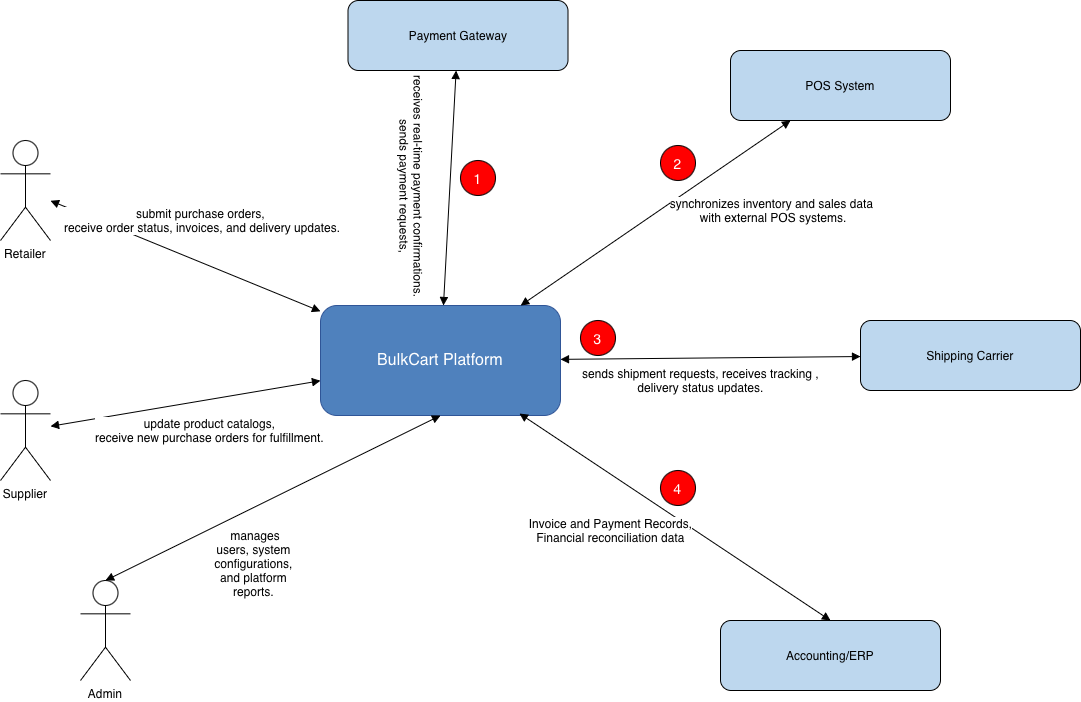 Payment Gateway
POS System
receives real-time payment confirmations.
sends payment requests,
1
2
synchronizes inventory and sales data
with external POS systems.
submit purchase orders,
receive order status, invoices, and delivery updates.
Retailer
BulkCart Platform
3
Shipping Carrier
sends shipment requests, receives tracking ,
delivery status updates.
update product catalogs,
receive new purchase orders for fulfillment.
Supplier
4
Invoice and Payment Records,
Financial reconciliation data
manages
users, system
configurations,
and platform
reports.
Admin
Accounting/ERP